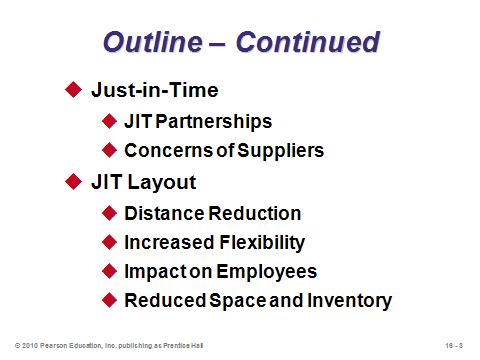 Outline – Continued
Just-in-Time
JIT Partnerships
Concerns of Suppliers
JIT Layout
Distance Reduction
Increased Flexibility
Impact on Employees
Reduced Space and Inventory
© 2010 Pearson Education, Inc. publishing as Prentice Hall
16 - 3